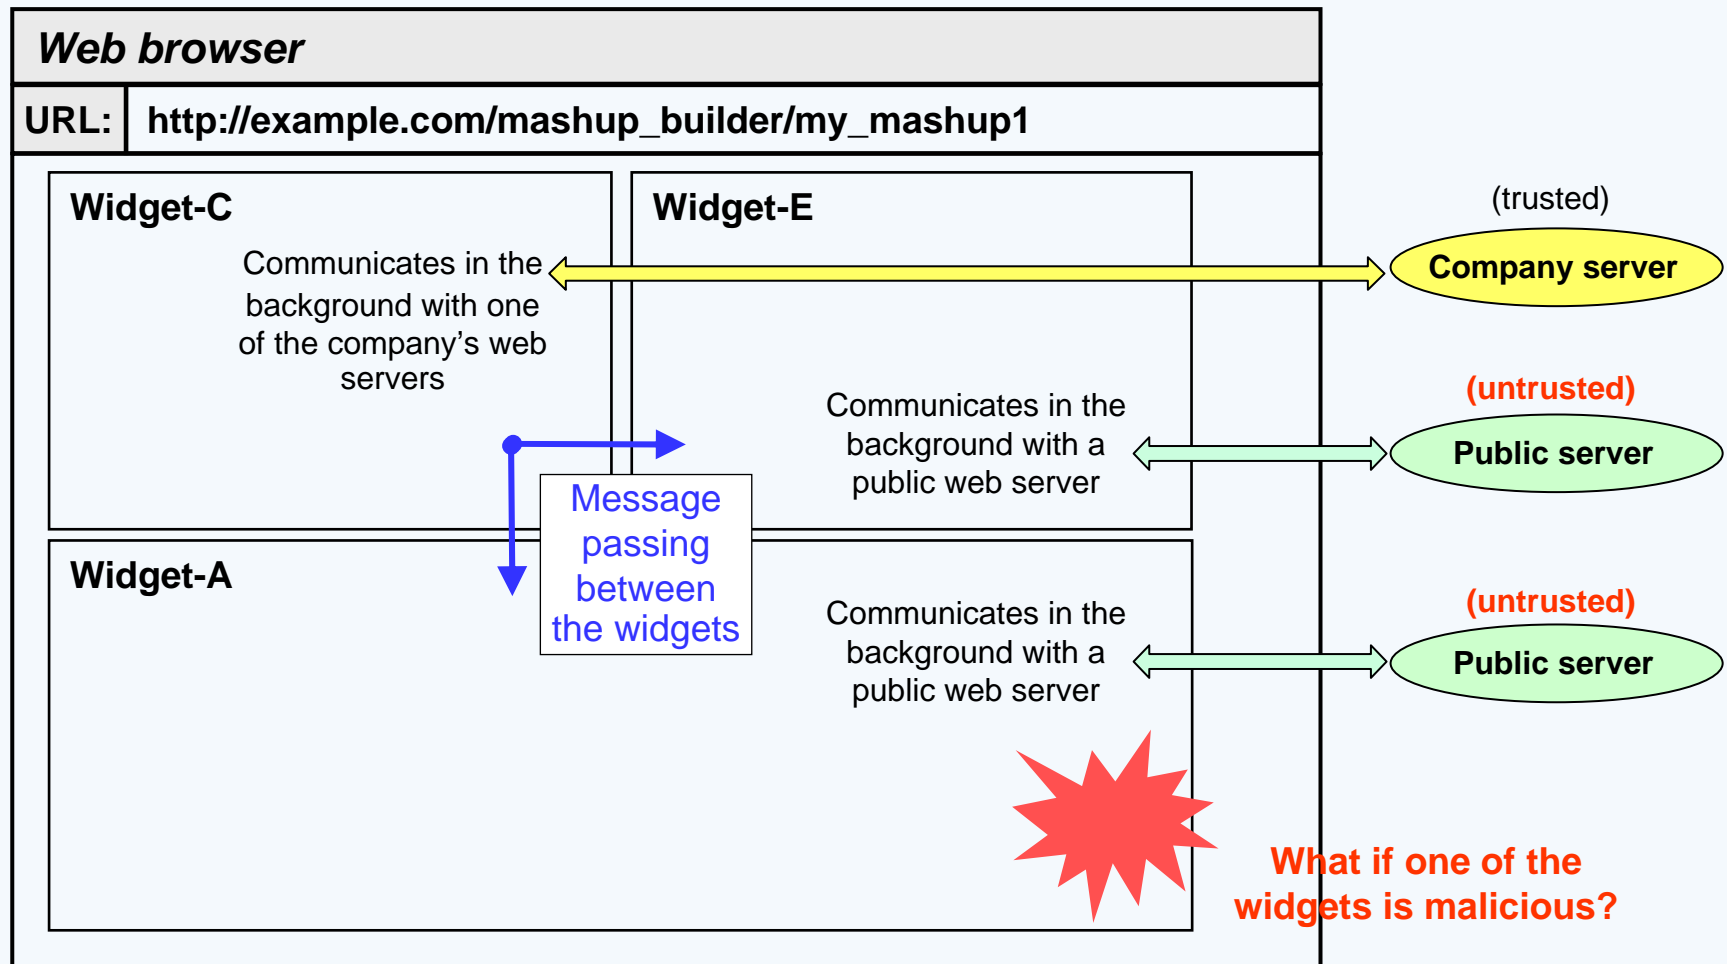 Web browser
URL:
http://example.com/mashup_builder/my_mashup1
Widget-C
Communicates in the
background with one
of the company’s web
servers
Widget-E
Communicates in the
background with a
public web server
Message
passing
between
the widgets
Widget-A
Communicates in the
background with a
public web server
(trusted)
Company server
(untrusted)
Public server
(untrusted)
Public server
What if one of the
widgets is malicious?